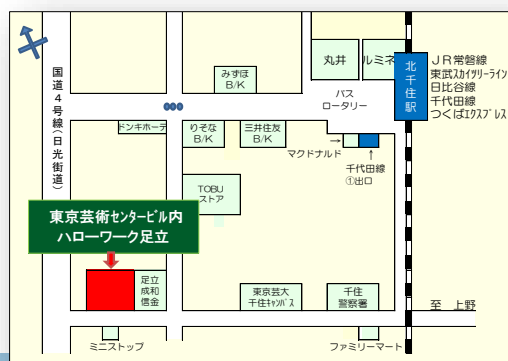 丸井
ルミネ
北千住駅
JR常磐線
東武スカイツリーライン
日比谷線
千代田線
つくばエクスプレス
みずほ
B/K
バス
ロータリー
国道4号線(日光街道)
ドンキホーテ
りそな
B/K
三井住友
B/K
マクドナルド
→
↑
千代田線
①出口
TOBU
ストア
東京芸術センタービル内
ハローワーク足立
足立
成和
信金
東京芸大
千住キャンパス
千住
警察署
至 上野
ミニストップ
ファミリーマート